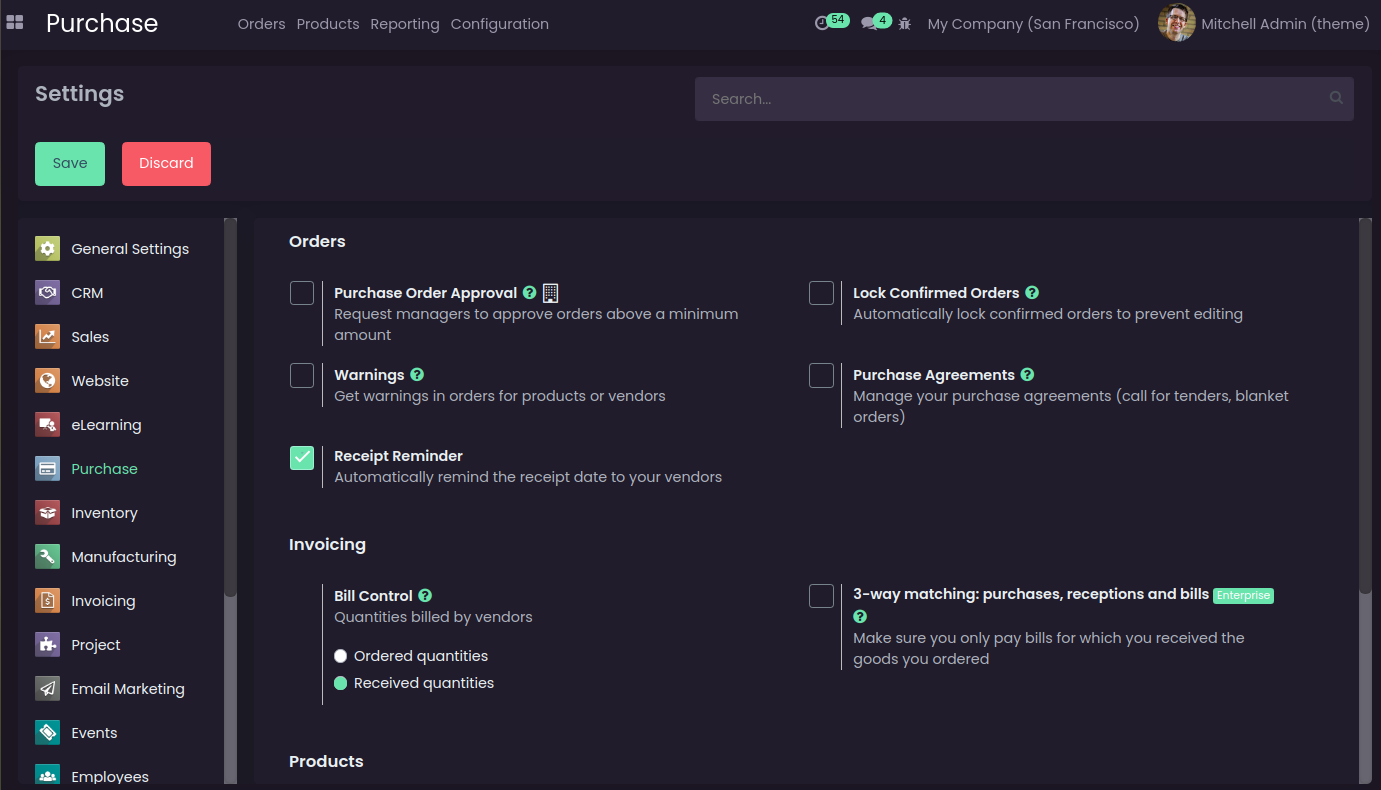 Purchase
Orders Products Reporting Configuration
54
4
My Company (San Francisco)
Mitchell Admin (theme)
Settings
Search...
Save
Discard
General Settings
CRM
Sales
Website
eLearning
Purchase
Inventory
Manufacturing
Invoicing
Project
Email Marketing
Events
Employees
Orders
Purchase Order Approval ?
Request managers to approve orders above a minimum
amount
Lock Confirmed Orders ?
Automatically lock confirmed orders to prevent editing
Warnings ?
Get warnings in orders for products or vendors
Purchase Agreements ?
Manage your purchase agreements (call for tenders, blanket
orders)
Receipt Reminder
Automatically remind the receipt date to your vendors
Invoicing
Bill Control ?
Quantities billed by vendors
Ordered quantities
Received quantities
3-way matching: purchases, receptions and bills Enterprise
?
Make sure you only pay bills for which you received the
goods you ordered
Products